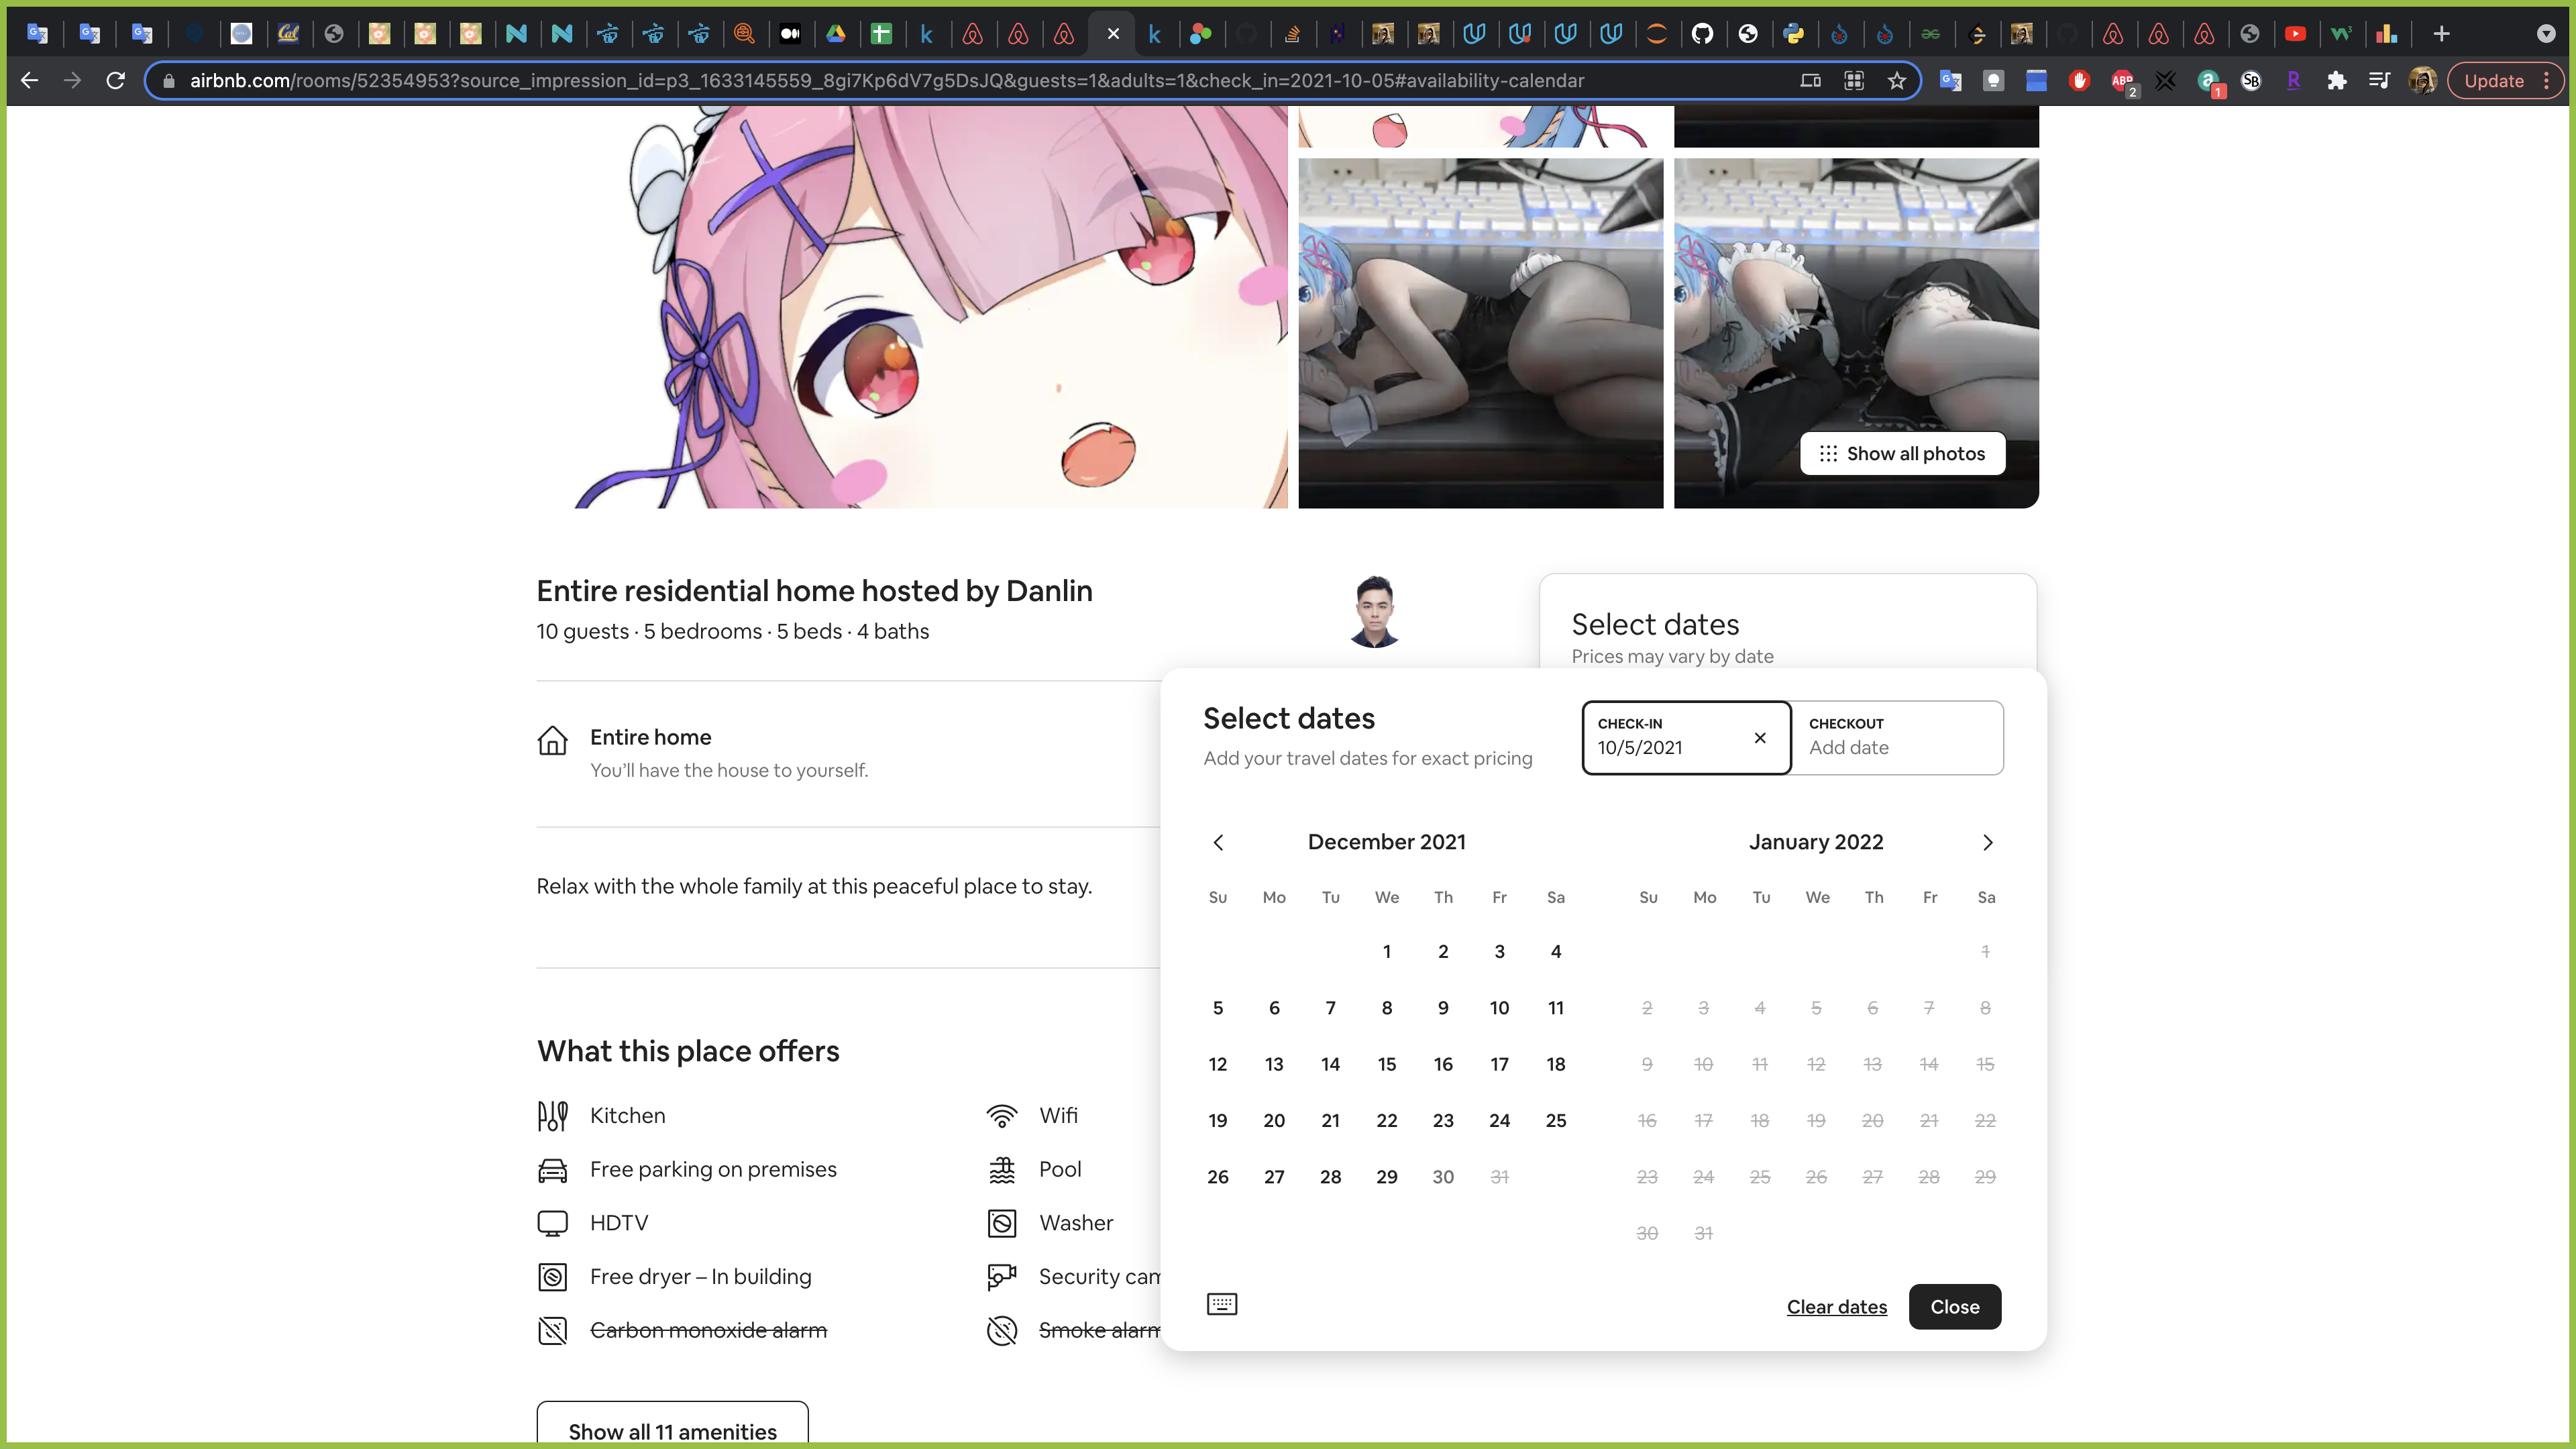 airbnb.com/rooms/52354953?source_impression_id=p3_1633145559_8gi7Kp6dV7g5DsJQ&guests=1&adults=1&check_in=2021-10-05#availability-calendar
Update
Show all photos
Entire residential home hosted by Danlin
10 guests · 5 bedrooms · 5 beds · 4 baths
Select dates
Prices may vary by date
Entire home
You’ll have the house to yourself.
Relax with the whole family at this peaceful place to stay.
What this place offers
Kitchen
Wifi
Free parking on premises
Pool
HDTV
Washer
Free dryer – In building
Security cam
Carbon monoxide alarm
Smoke alarm
Show all 11 amenities
Select dates
Add your travel dates for exact pricing
CHECK-IN
10/5/2021
CHECKOUT
Add date
December 2021
Su Mo Tu We Th Fr Sa
1 2 3 4
5 6 7 8 9 10 11
12 13 14 15 16 17 18
19 20 21 22 23 24 25
26 27 28 29 30 31
January 2022
Su Mo Tu We Th Fr Sa
1
2 3 4 5 6 7 8
9 10 11 12 13 14 15
16 17 18 19 20 21 22
23 24 25 26 27 28 29
30 31
Clear dates
Close